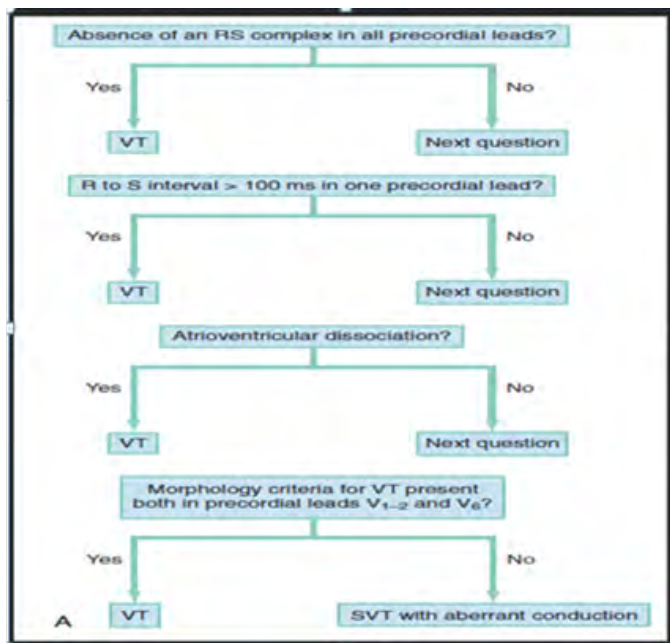 Absence of an RS complex in all precordial leads?
Yes
No
VT
Next question
R to S interval > 100 ms in one precordial lead?
Yes
No
VT
Next question
Atrioventricular dissociation?
Yes
No
VT
Next question
Morphology criteria for VT present
both in precordial leads V₁₋₂ and V₆?
Yes
No
VT
SVT with aberrant conduction
A